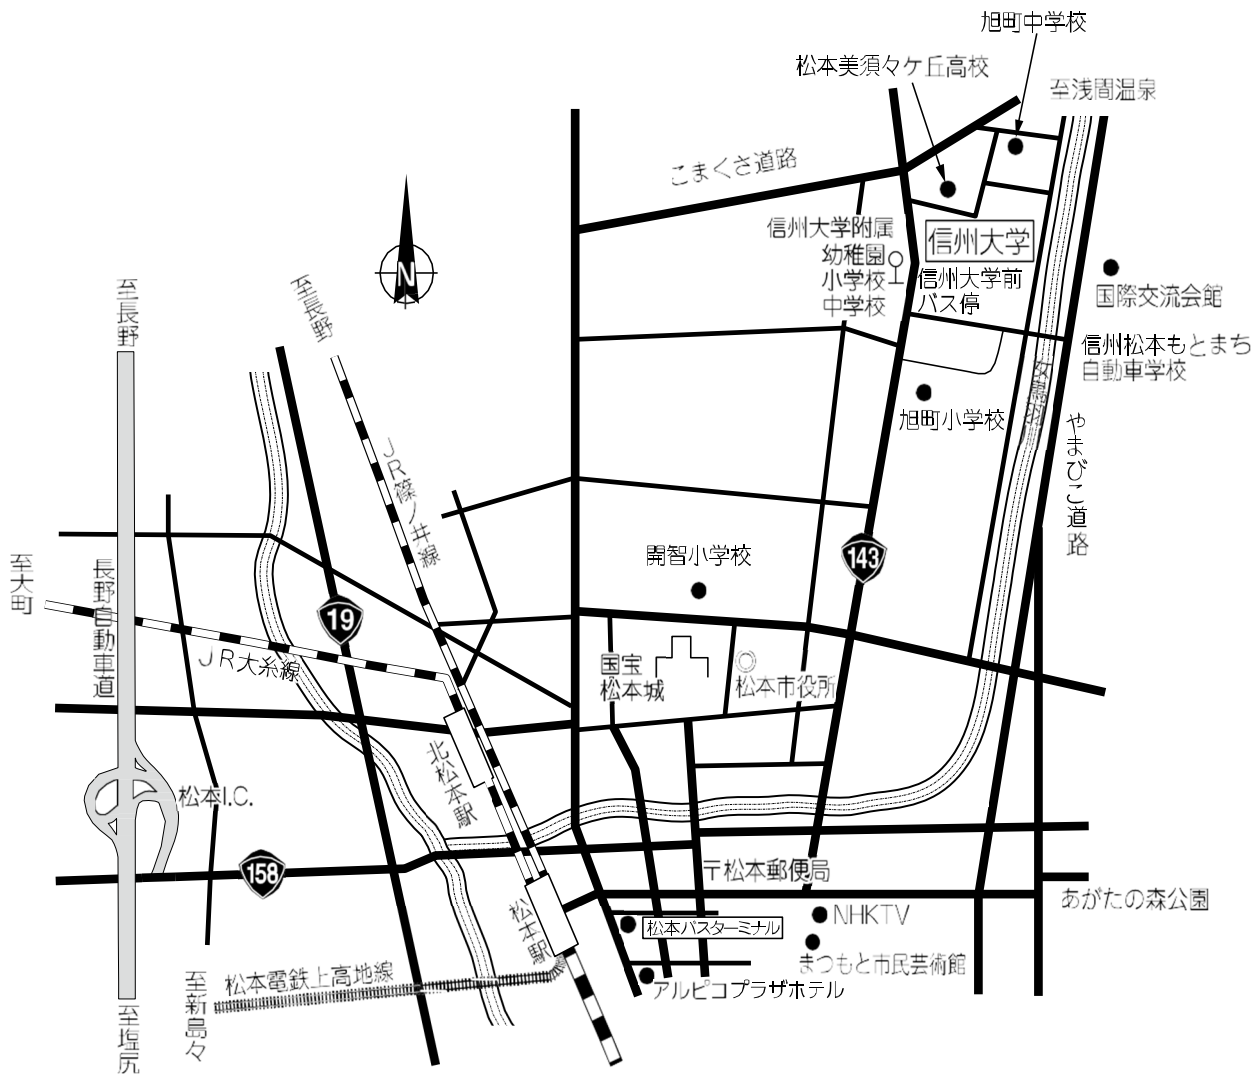 旭町中学校
松本美須々ケ丘高校
至浅間温泉
こまくさ道路
信州大学附属
幼稚園
小学校
中学校
信州大学
信州大学前
バス停
国際交流会館
信州松本もとまち
自動車学校
女鳥羽
旭町小学校
やまびこ道路
N
至長野
至長野
JR篠ノ井線
至大町
長野自動車道
JR大糸線
19
143
開智小学校
国宝
松本城
松本市役所
北松本駅
松本I.C.
158
〒松本郵便局
あがたの森公園
松本駅
松本バスターミナル
NHKTV
まつもと市民芸術館
アルピコプラザホテル
松本電鉄上高地線
至新島々
至塩尻